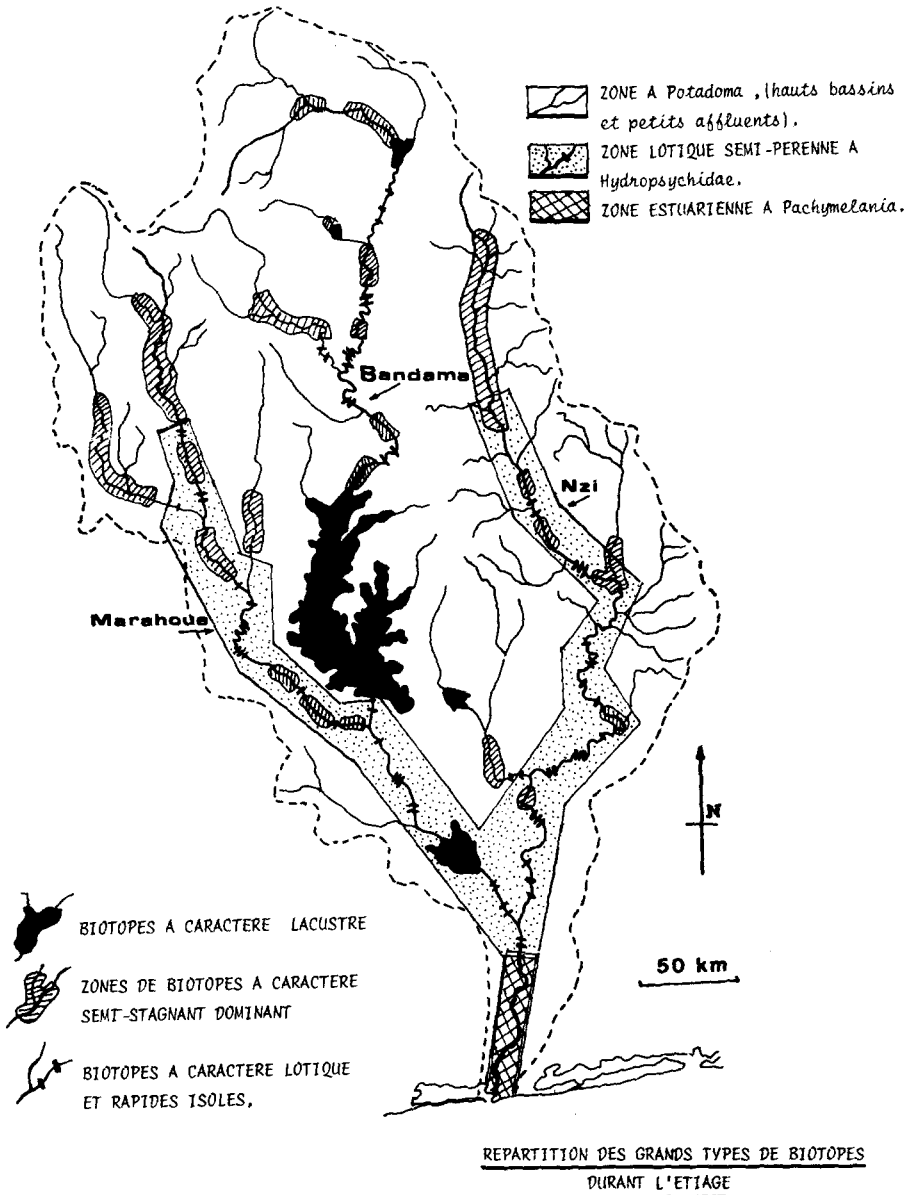 ZONE A Potadoma , (hauts bassins
et petits affluents).
ZONE LOTIQUE SEMI-PERENNE A
Hydropsychidae.
ZONE ESTUARIENNE A Pachymelania.
Bandama
Nzi
Marahoue
N
50 km
BIOTOPES A CARACTERE LACUSTRE
ZONES DE BIOTOPES A CARACTERE
SEMI-STAGNANT DOMINANT
BIOTOPES A CARACTERE LOTIQUE
ET RAPIDES ISOLES,
REPARTITION DES GRANDS TYPES DE BIOTOPES
DURANT L'ETIAGE